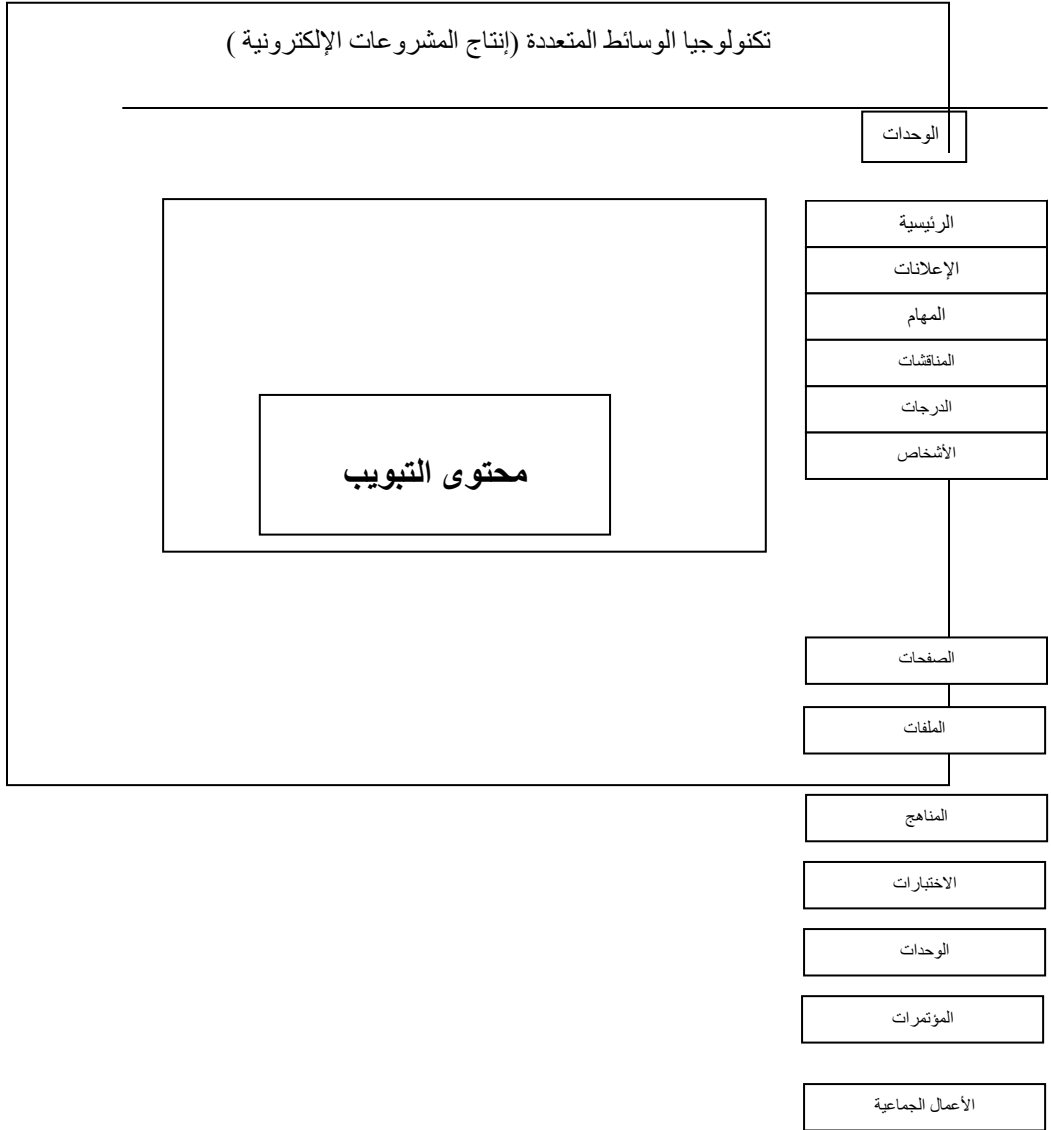 تكنولوجيا الوسائط المتعددة (إنتاج المشروعات الإلكترونية )
الوحدات
الرئيسية
الإعلانات
المهام
المناقشات
الدرجات
الأشخاص
محتوى التبويب
الصفحات
الملفات
المناهج
الاختبارات
الوحدات
المؤتمرات
الأعمال الجماعية